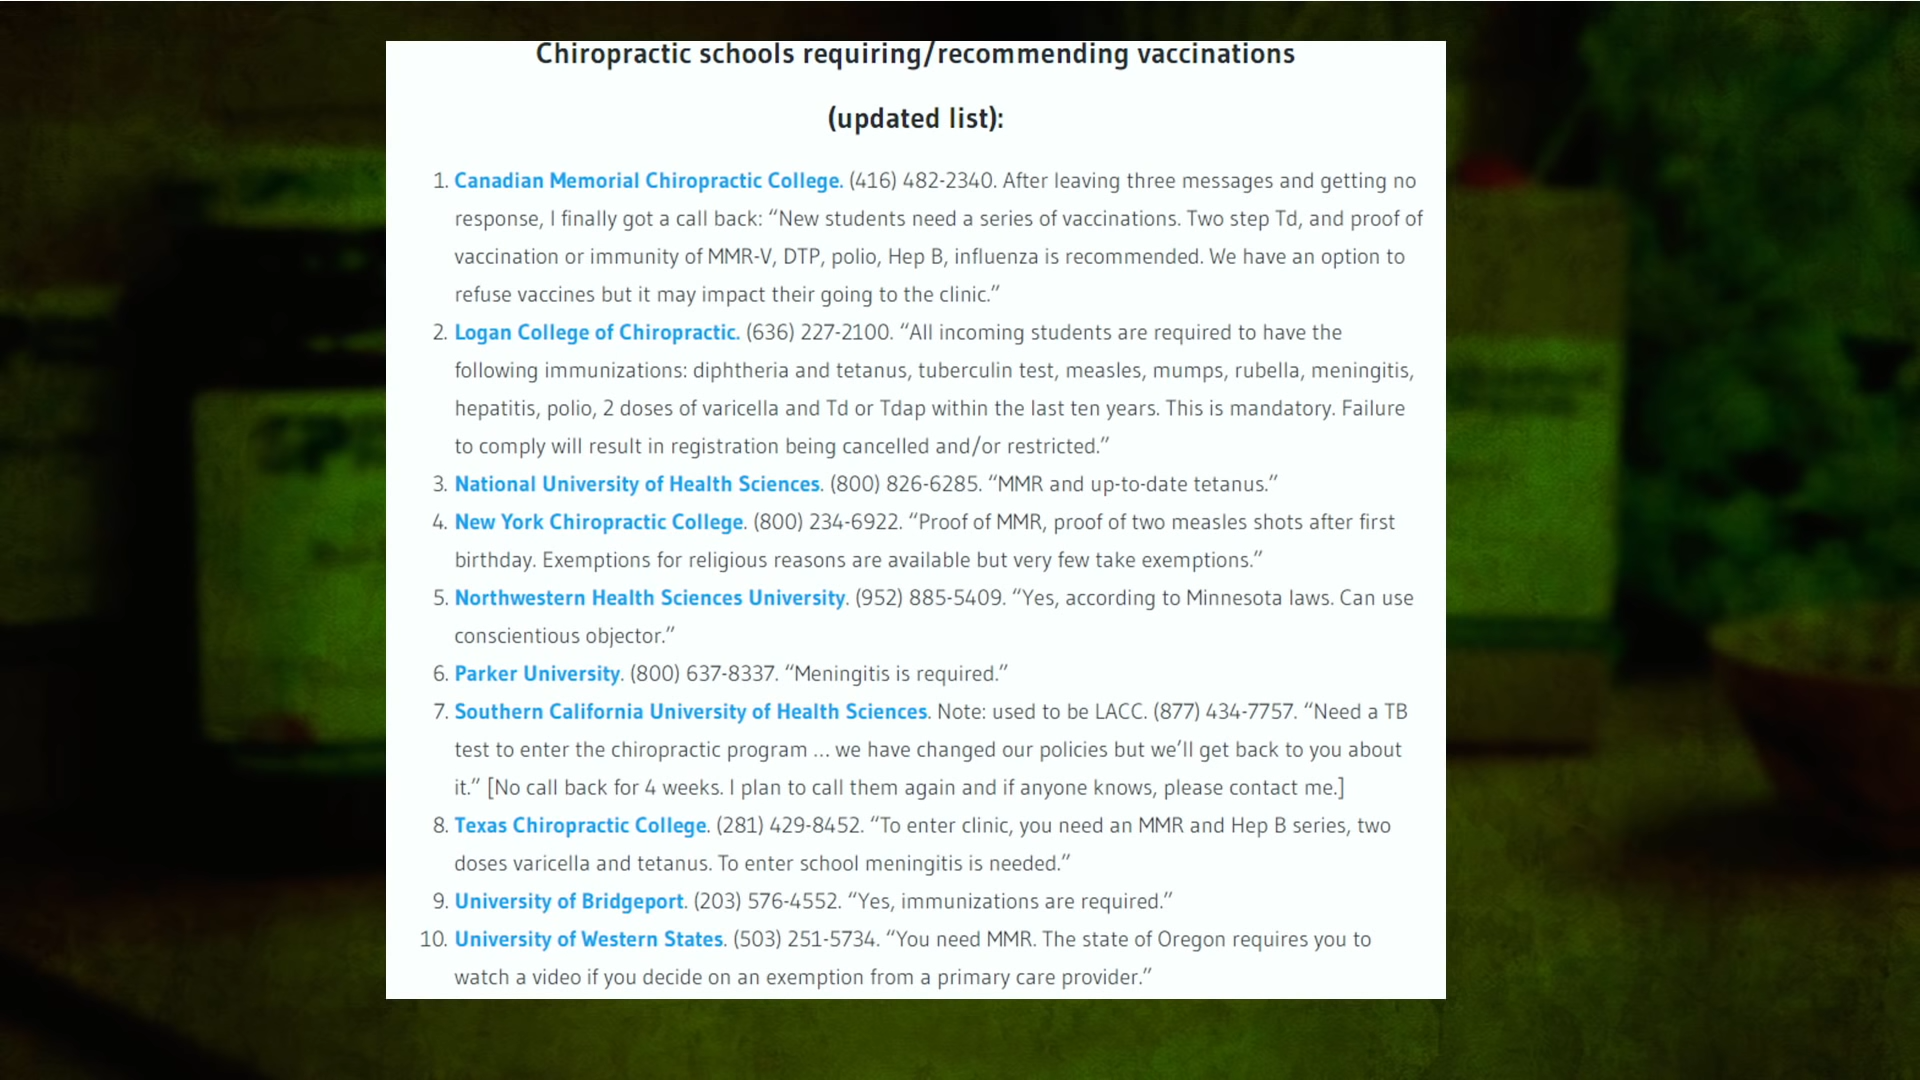 Chiropractic schools requiring/recommending vaccinations
(updated list):
1. Canadian Memorial Chiropractic College. (416) 482-2340. After leaving three messages and getting no
response, I finally got a call back: “New students need a series of vaccinations. Two step Td, and proof of
vaccination or immunity of MMR-V, DTP, polio, Hep B, influenza is recommended. We have an option to
refuse vaccines but it may impact their going to the clinic.”
2. Logan College of Chiropractic. (636) 227-2100. “All incoming students are required to have the
following immunizations: diphtheria and tetanus, tuberculin test, measles, mumps, rubella, meningitis,
hepatitis, polio, 2 doses of varicella and Td or Tdap within the last ten years. This is mandatory. Failure
to comply will result in registration being cancelled and/or restricted.”
3. National University of Health Sciences. (800) 826-6285. “MMR and up-to-date tetanus.”
4. New York Chiropractic College. (800) 234-6922. “Proof of MMR, proof of two measles shots after first
birthday. Exemptions for religious reasons are available but very few take exemptions.”
5. Northwestern Health Sciences University. (952) 885-5409. “Yes, according to Minnesota laws. Can use
conscientious objector.”
6. Parker University. (800) 637-8337. “Meningitis is required.”
7. Southern California University of Health Sciences. Note: used to be LACC. (877) 434-7757. “Need a TB
test to enter the chiropractic program … we have changed our policies but we’ll get back to you about
it.” [No call back for 4 weeks. I plan to call them again and if anyone knows, please contact me.]
8. Texas Chiropractic College. (281) 429-8452. “To enter clinic, you need an MMR and Hep B series, two
doses varicella and tetanus. To enter school meningitis is needed.”
9. University of Bridgeport. (203) 576-4552. “Yes, immunizations are required.”
10. University of Western States. (503) 251-5734. “You need MMR. The state of Oregon requires you to
watch a video if you decide on an exemption from a primary care provider.”